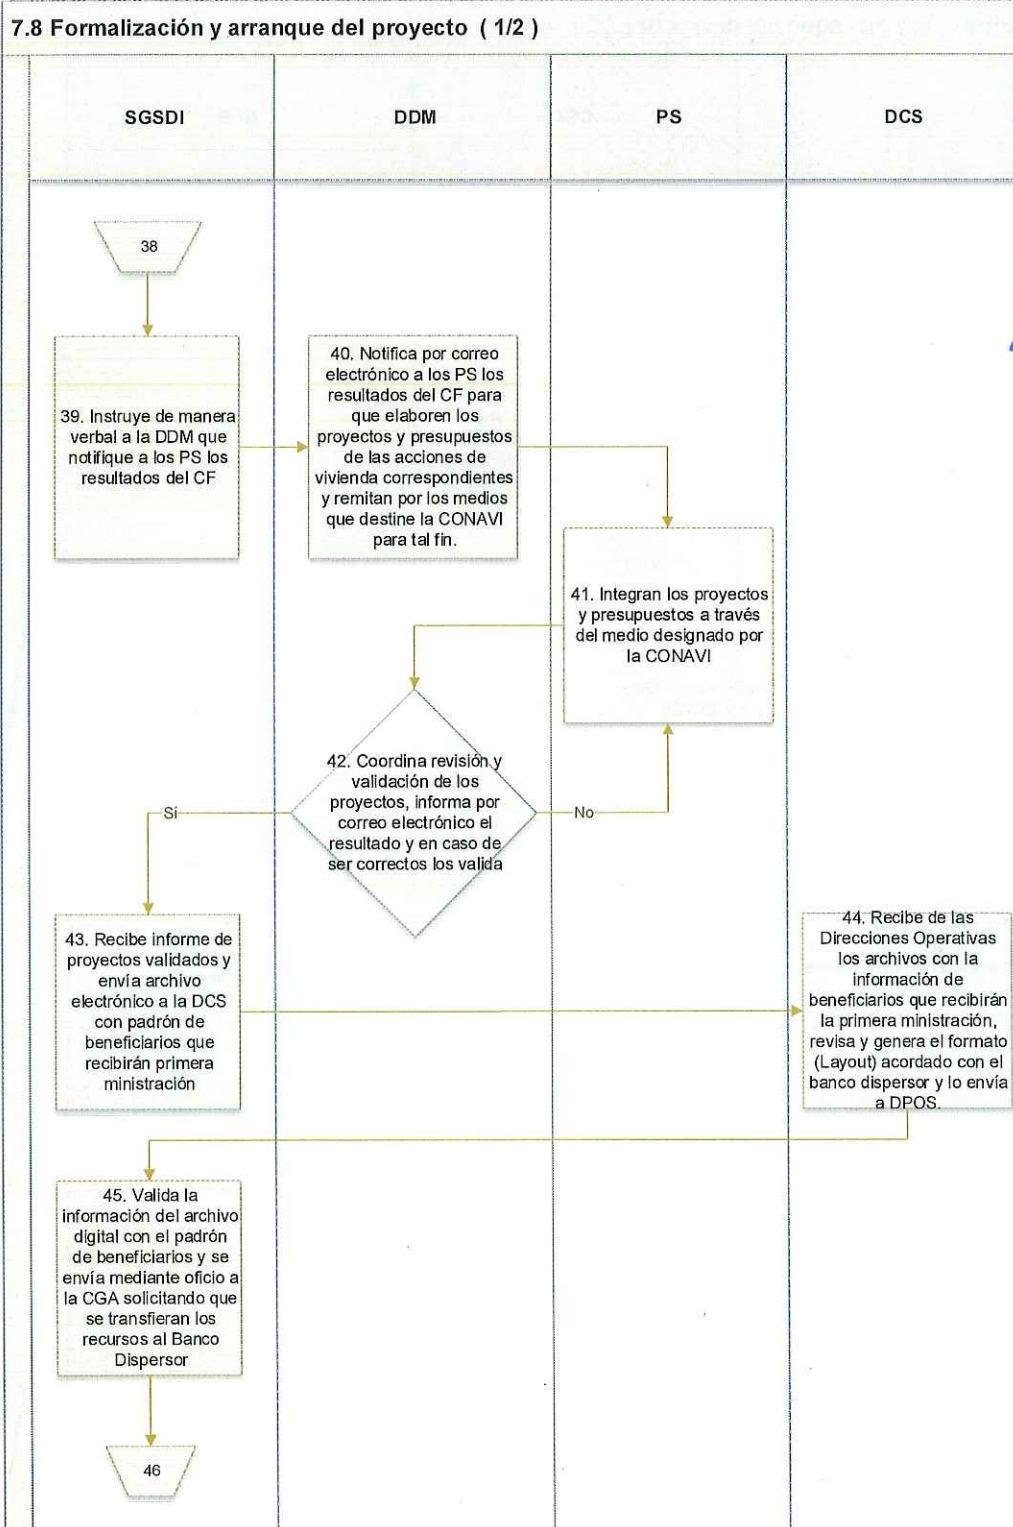 7.8 Formalización y arranque del proyecto ( 1/2 )
SGSDI
DDM
PS
DCS
38
39. Instruye de manera
verbal a la DDM que
notifique a los PS los
resultados del CF
40. Notifica por correo
electrónico a los PS los
resultados del CF para
que elaboren los
proyectos y presupuestos
de las acciones de
vivienda correspondientes
y remitan por los medios
que destine la CONAVI
para tal fin.
41. Integran los proyectos
y presupuestos a través
del medio designado por
la CONAVI
42. Coordina revisión y
validación de los
proyectos, informa por
correo electrónico el
resultado y en caso de
ser correctos los valida
Sí
No
43. Recibe informe de
proyectos validados y
envía archivo
electrónico a la DCS
con padrón de
beneficiarios que
recibirán primera
ministración
44. Recibe de las
Direcciones Operativas
los archivos con la
información de
beneficiarios que recibirán
la primera ministración,
revisa y genera el formato
(Layout) acordado con el
banco dispersor y lo envía
a DPOS.
45. Valida la
información del archivo
digital con el padrón
de beneficiarios y se
envía mediante oficio a
la CGA solicitando que
se transfieran los
recursos al Banco
Dispersor
46